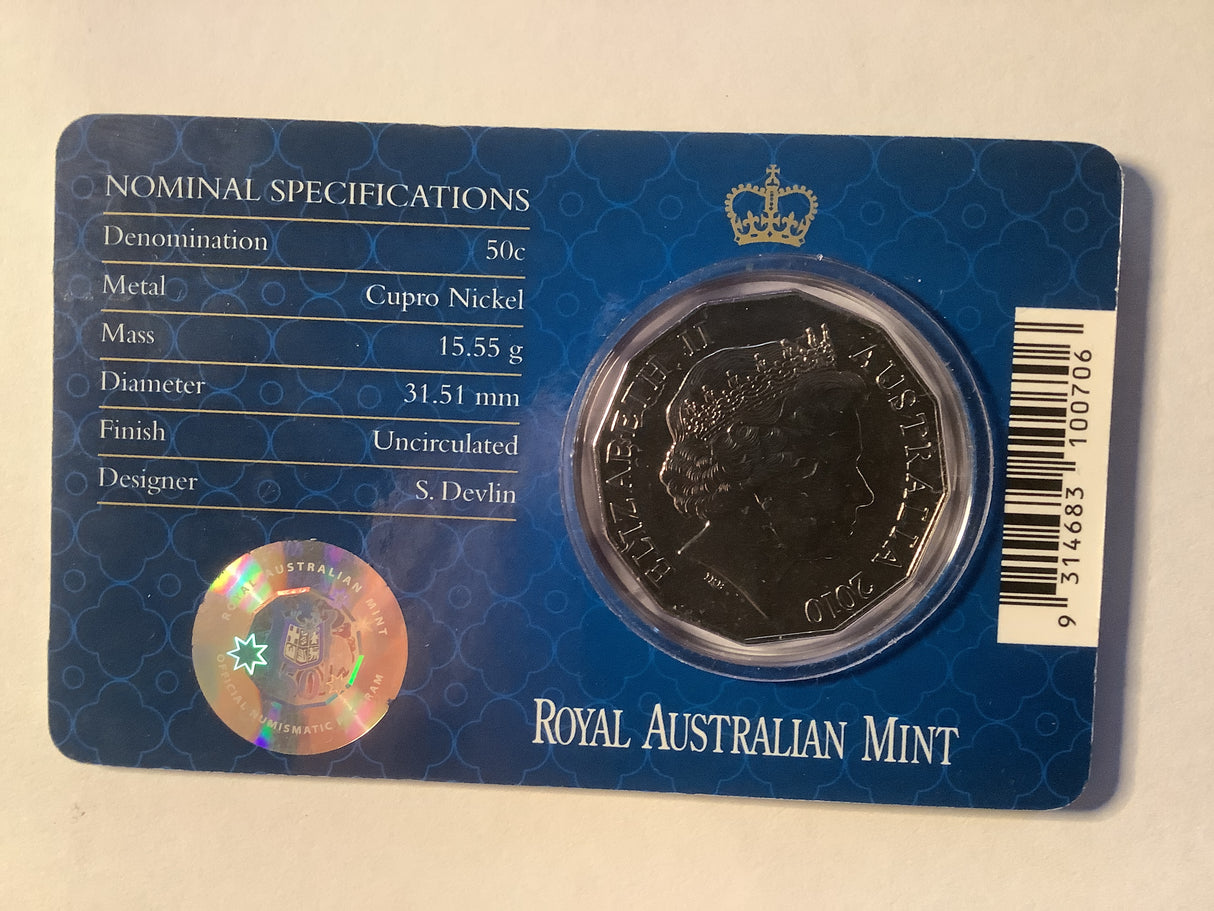 NOMINAL SPECIFICATIONS
Denomination 50c
Metal Cupro Nickel
Mass 15.55 g
Diameter 31.51 mm
Finish Uncirculated
Designer S. Devlin
ROYAL AUSTRALIAN MINT
OFFICIAL NUMISMATIC
ELIZABETH II
AUSTRALIA 2010
ROYAL AUSTRALIAN MINT
9 314683 100706